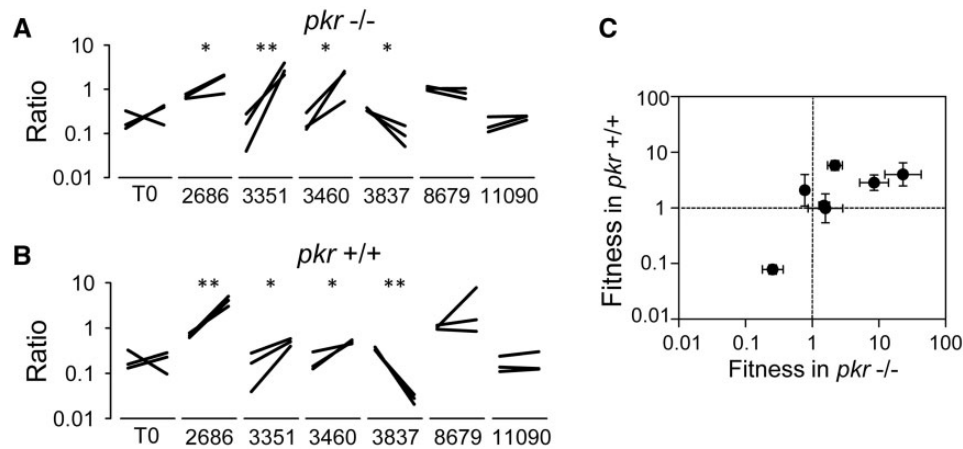 A
pkr -/-
* ** * *
10
1
0.1
0.01
Ratio
T0 2686 3351 3460 3837 8679 11090
B
pkr +/+
** * * **
10
1
0.1
0.01
Ratio
T0 2686 3351 3460 3837 8679 11090
C
100
10
1
0.1
0.01
Fitness in pkr +/+
0.01 0.1 1 10 100
Fitness in pkr -/-